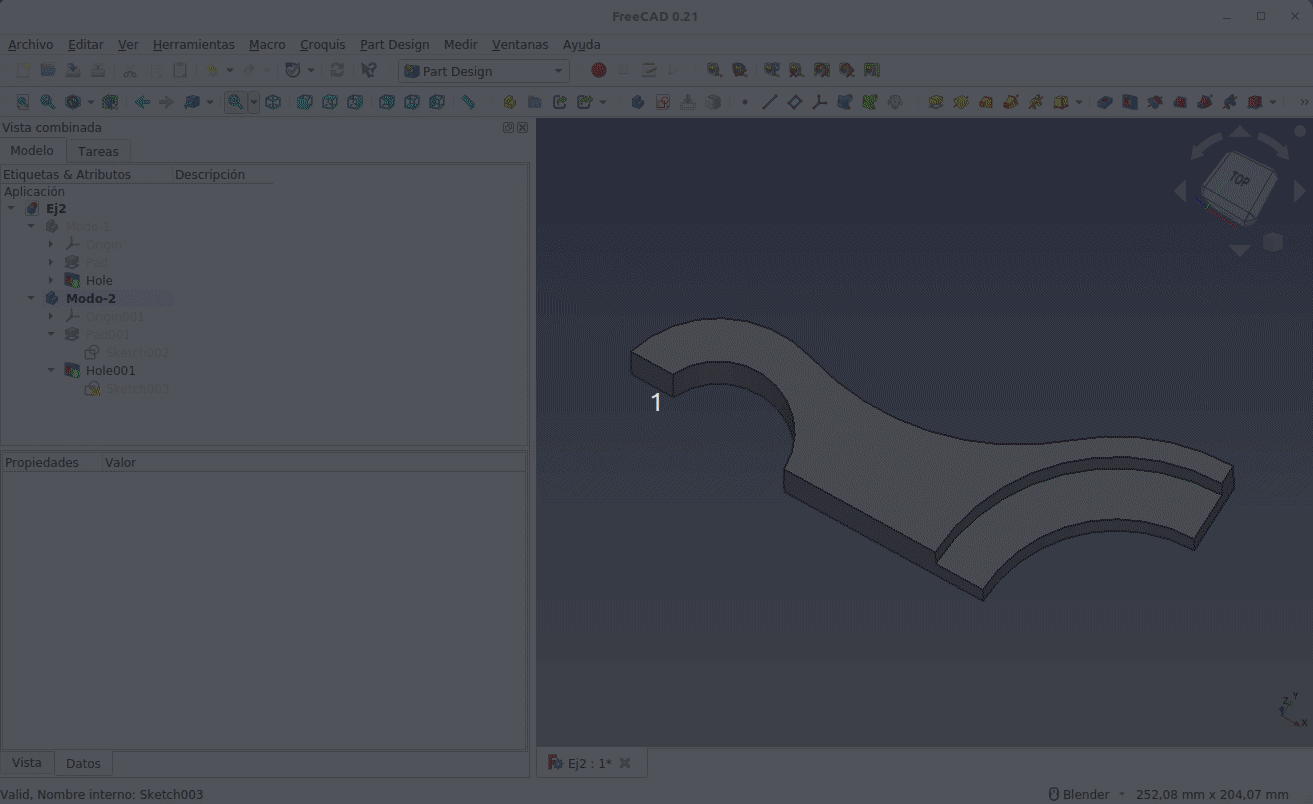 FreeCAD 0.21
Archivo Editar Ver Herramientas Macro Croquis Part Design Medir Ventanas Ayuda
Part Design
Vista combinada
Modelo Tareas
Etiquetas & Atributos Descripción
Aplicación
Ej2
Modo-1
Origin
Pad
Hole
Modo-2
Origin001
Pad001
Sketch002
Hole001
Sketch003
TOP
1
Propiedades Valor
Z Y
X
Vista Datos
Ej2 : 1*
Valid, Nombre interno: Sketch003
Blender 252,08 mm x 204,07 mm